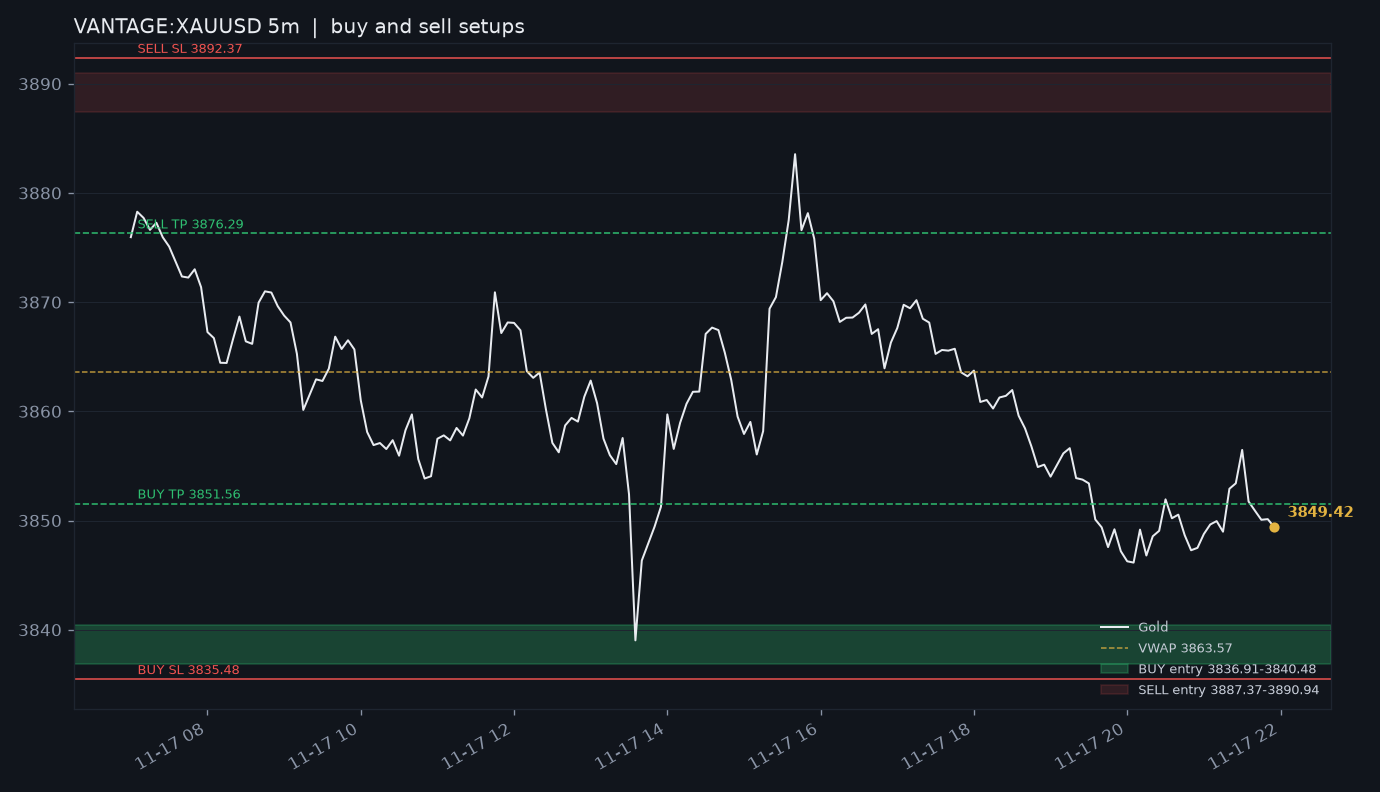 VANTAGE:XAUUSD 5m | buy and sell setups
SELL SL 3892.37
3890
3880
SELL TP 3876.29
3870
3860
BUY TP 3851.56
3850
3849.42
3840
BUY SL 3835.48
Gold
VWAP 3863.57
BUY entry 3836.91-3840.48
SELL entry 3887.37-3890.94
11-17 08
11-17 10
11-17 12
11-17 14
11-17 16
11-17 18
11-17 20
11-17 22